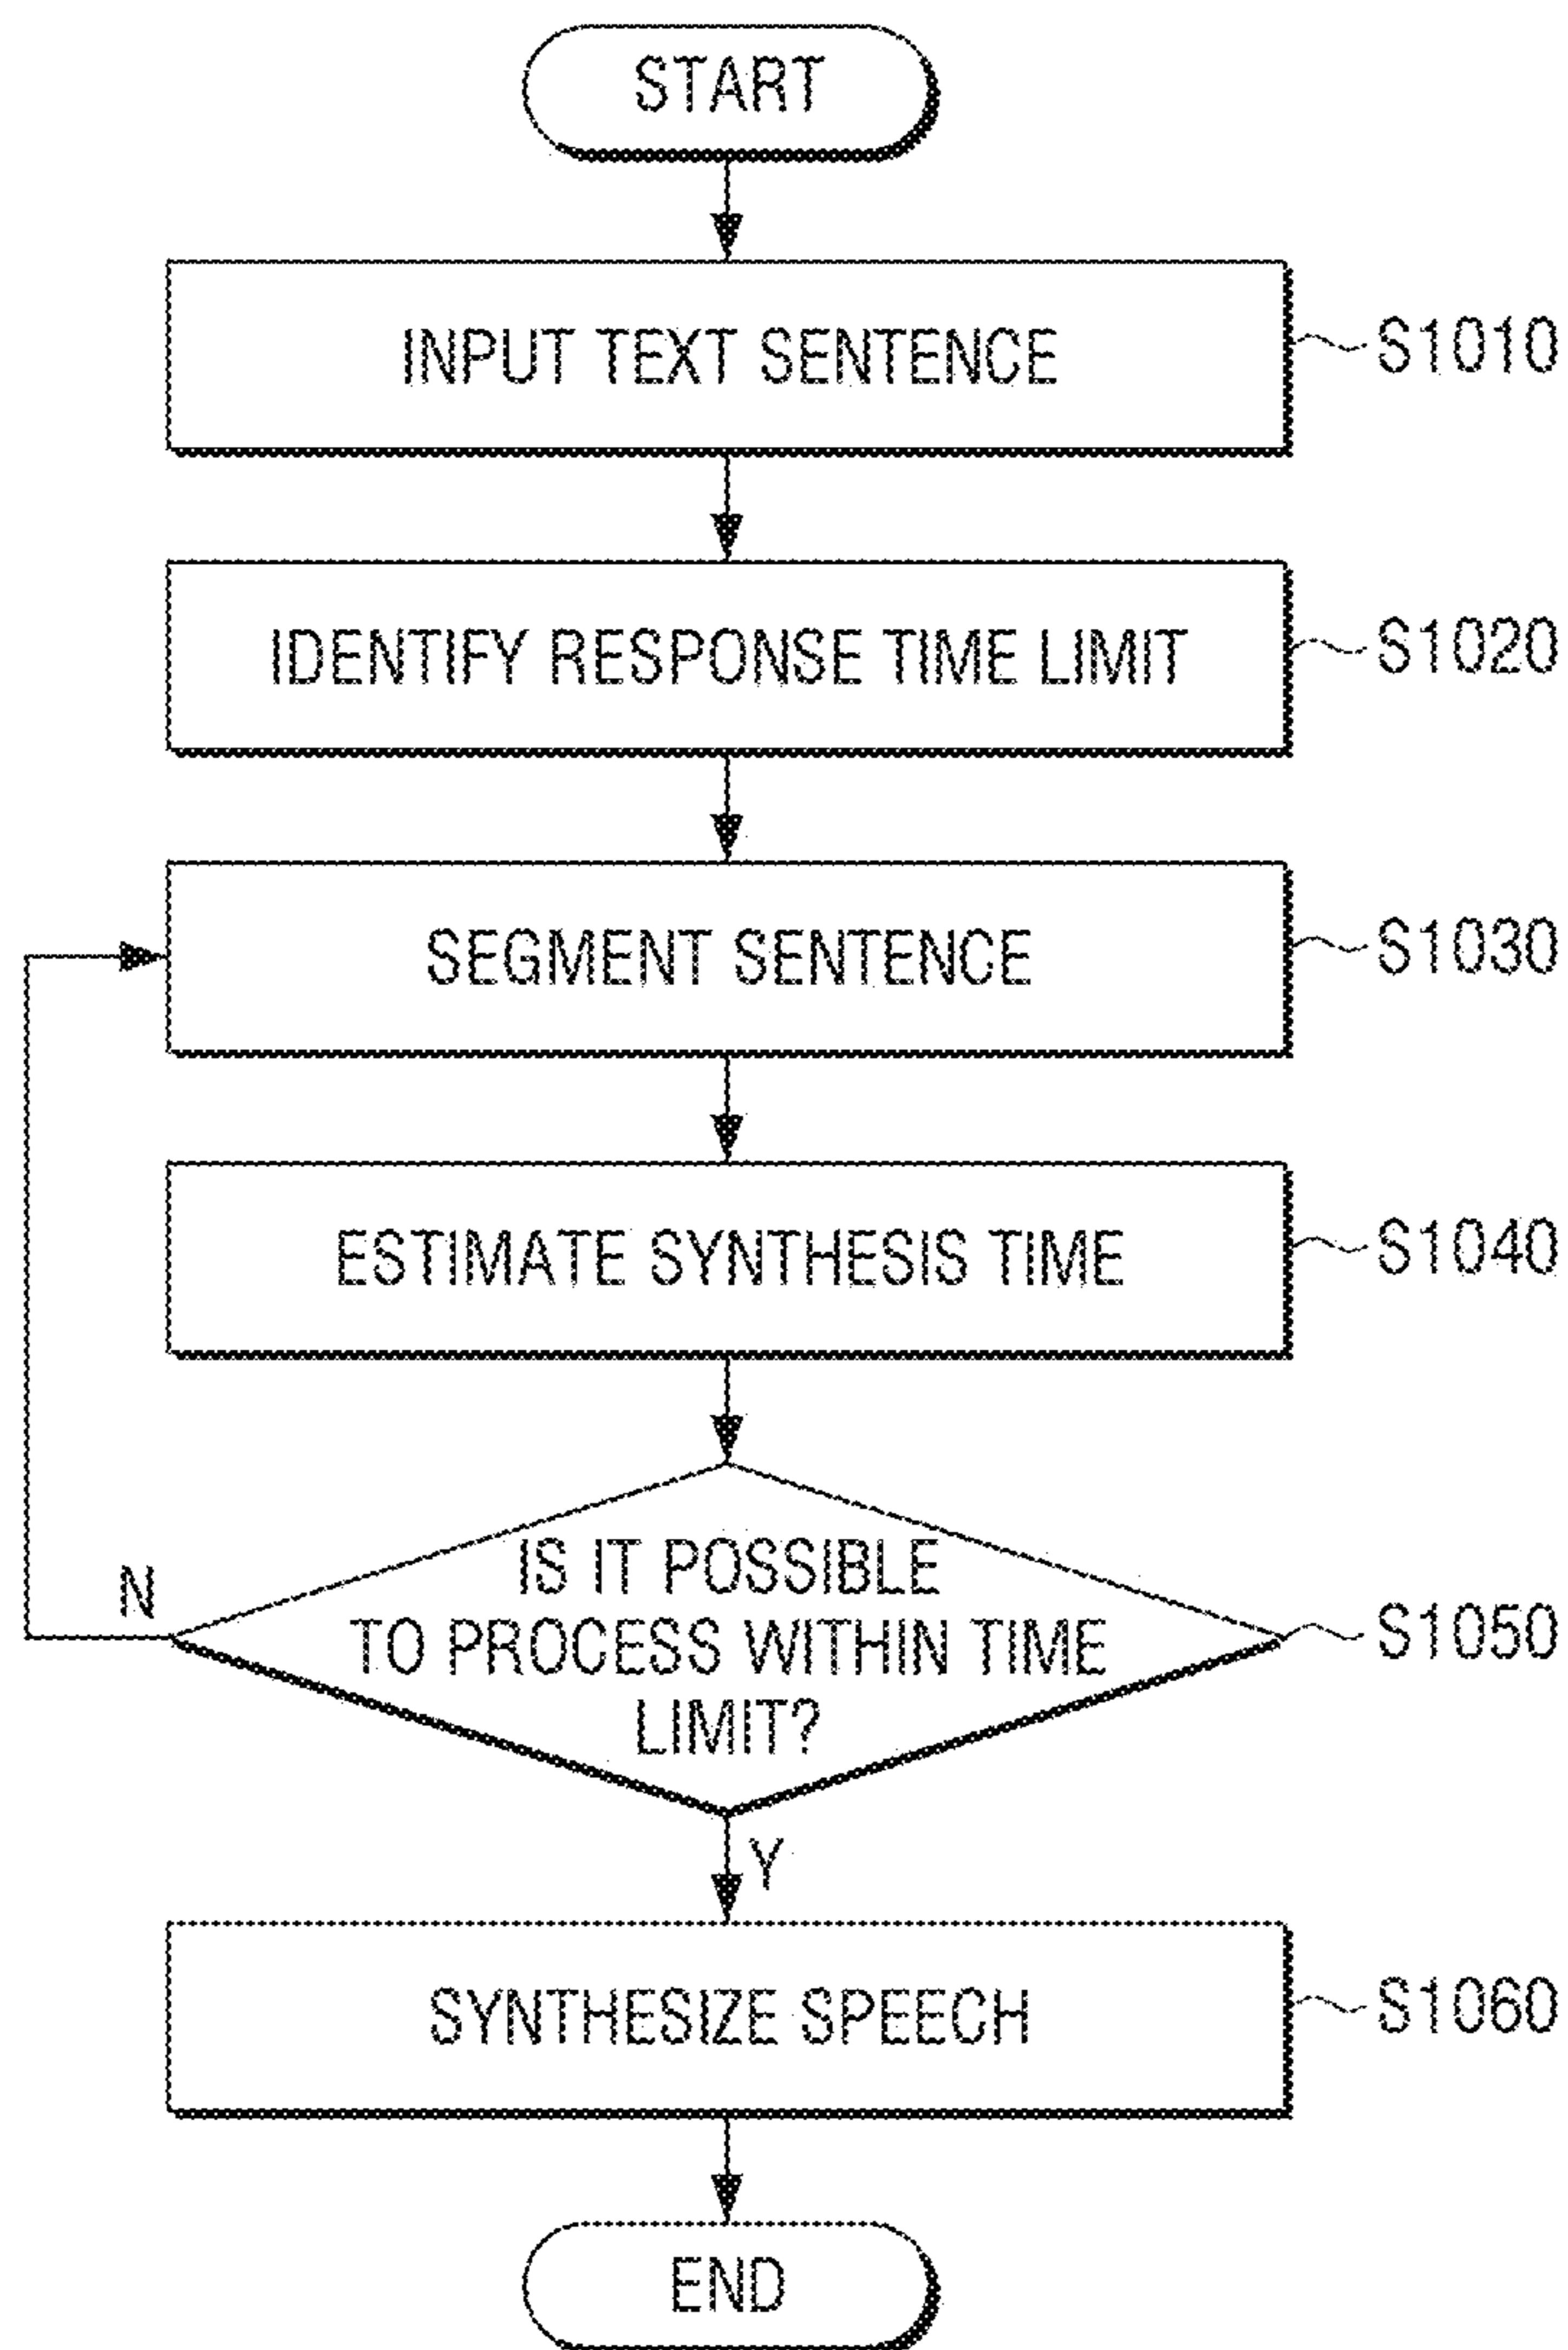 START
INPUT TEXT SENTENCE
S1010
IDENTIFY RESPONSE TIME LIMIT
S1020
SEGMENT SENTENCE
S1030
ESTIMATE SYNTHESIS TIME
S1040
IS IT POSSIBLE
TO PROCESS WITHIN TIME
LIMIT?
S1050
N
Y
SYNTHESIZE SPEECH
S1060
END